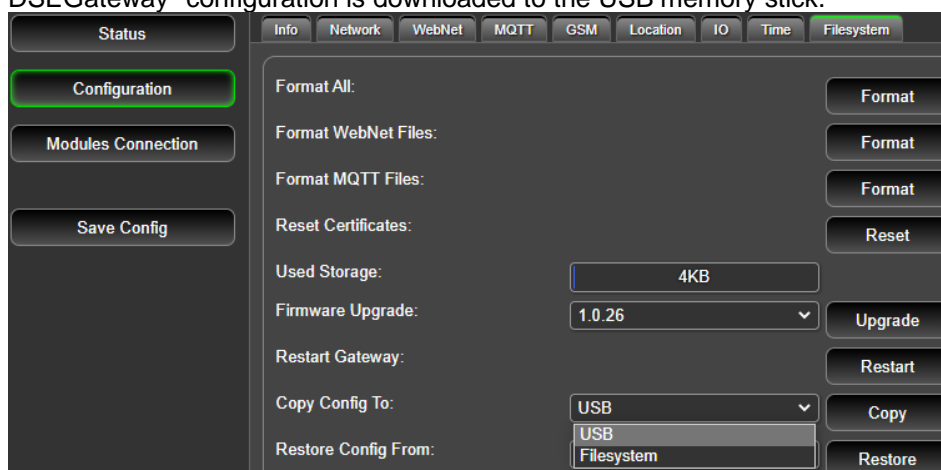 DSEGateway® configuration is downloaded to the USB memory stick.
Status
Info Network WebNet MQTT GSM Location IO Time Filesystem
Configuration
Format All: Format
Modules Connection
Format WebNet Files: Format
Format MQTT Files: Format
Save Config
Reset Certificates: Reset
Used Storage: 4KB
Firmware Upgrade: 1.0.26 Upgrade
Restart Gateway: Restart
Copy Config To: USB Copy
USB
Restore Config From: Filesystem Restore